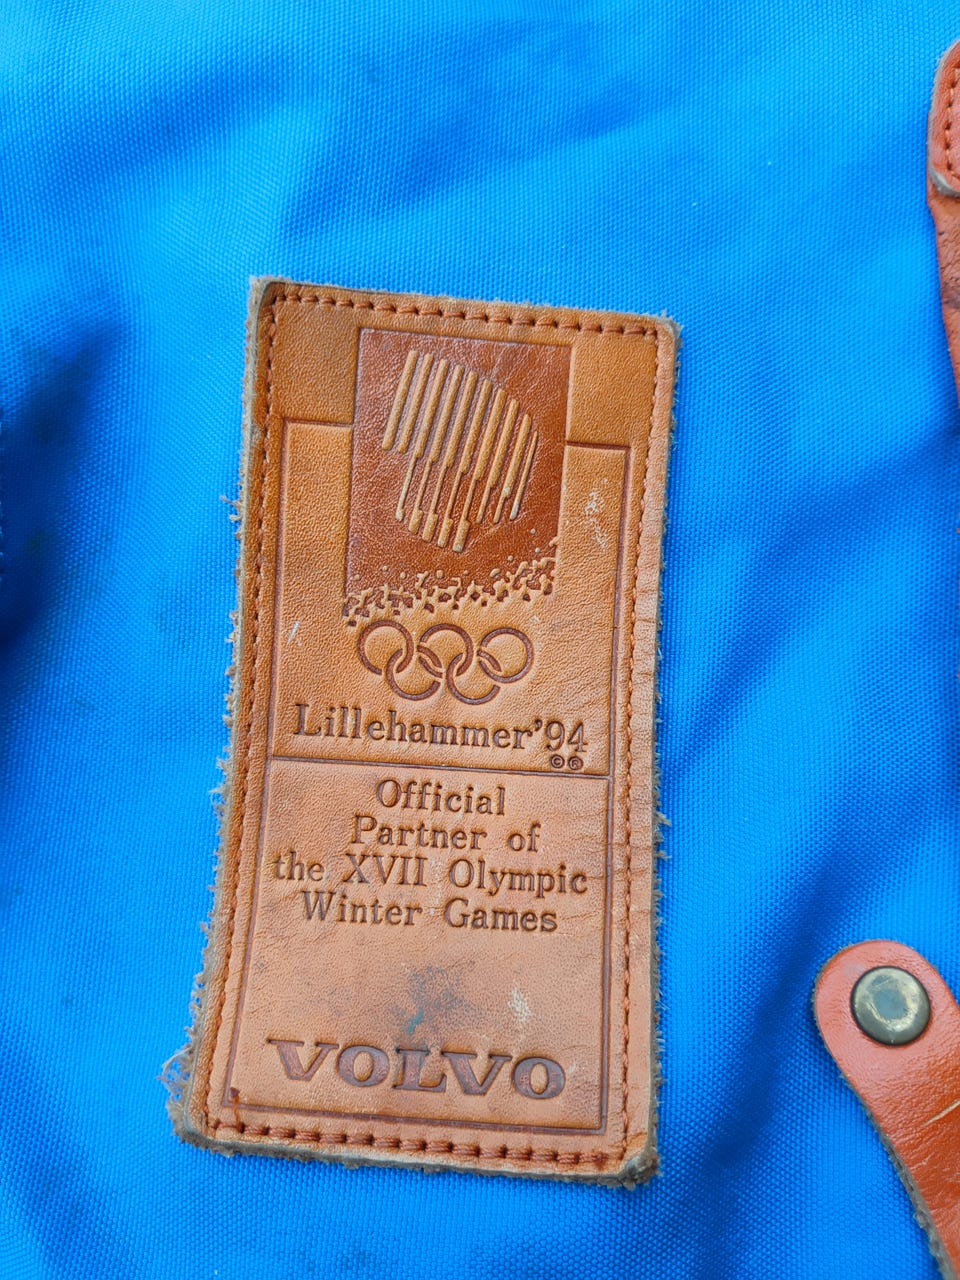 Lillehammer'94
©®
Official
Partner of
the XVII Olympic
Winter Games
VOLVO